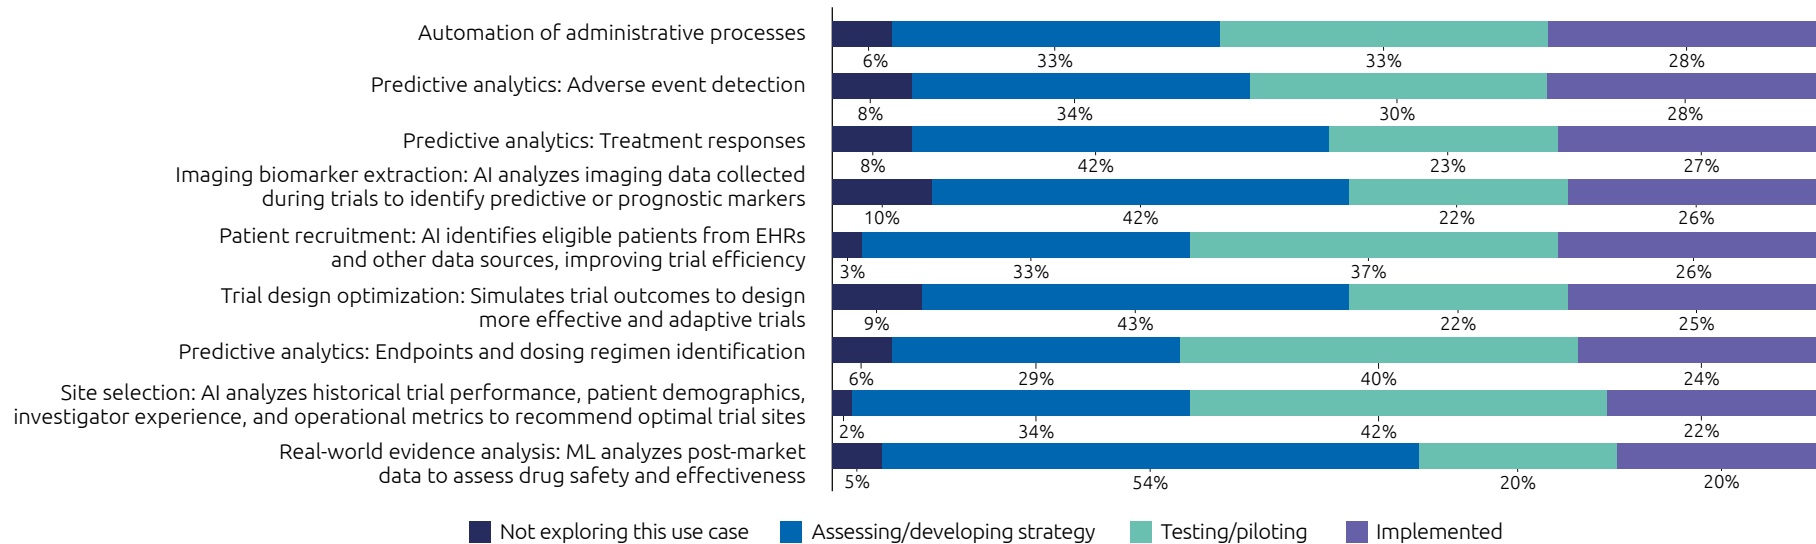 Automation of administrative processes
6% 33% 33% 28%
Predictive analytics: Adverse event detection
8% 34% 30% 28%
Predictive analytics: Treatment responses
8% 42% 23% 27%
Imaging biomarker extraction: AI analyzes imaging data collected
during trials to identify predictive or prognostic markers
10% 42% 22% 26%
Patient recruitment: AI identifies eligible patients from EHRs
and other data sources, improving trial efficiency
3% 33% 37% 26%
Trial design optimization: Simulates trial outcomes to design
more effective and adaptive trials
9% 43% 22% 25%
Predictive analytics: Endpoints and dosing regimen identification
6% 29% 40% 24%
Site selection: AI analyzes historical trial performance, patient demographics,
investigator experience, and operational metrics to recommend optimal trial sites
2% 34% 42% 22%
Real-world evidence analysis: ML analyzes post-market
data to assess drug safety and effectiveness
5% 54% 20% 20%
Not exploring this use case Assessing/developing strategy Testing/piloting Implemented